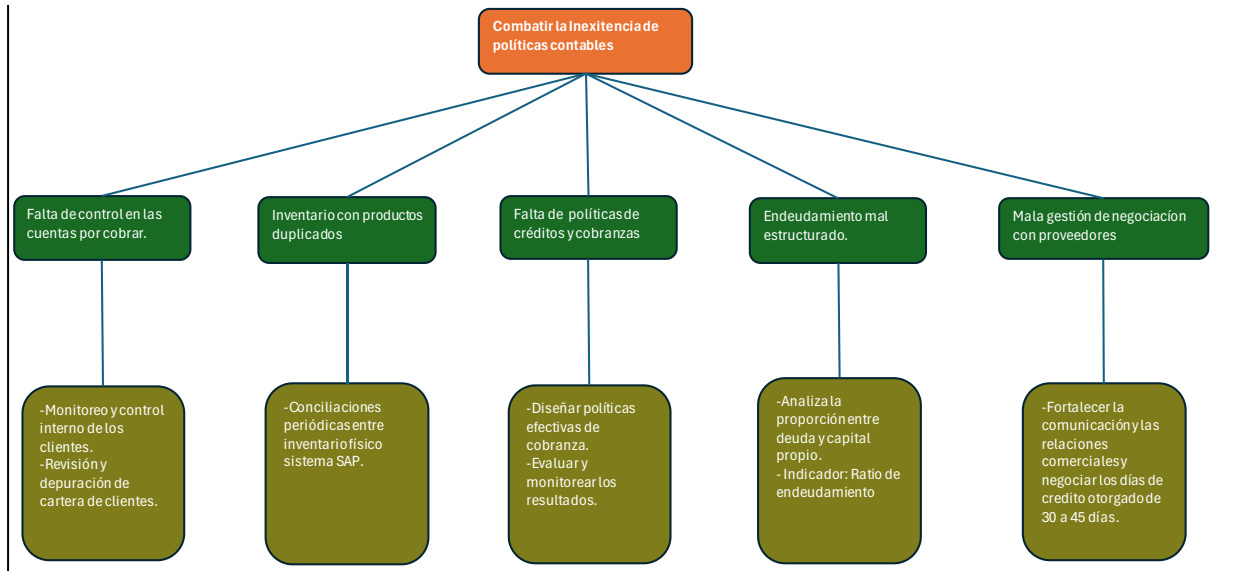 Combatir la Inexitencia de
políticas contables
Falta de control en las
cuentas por cobrar.
Inventario con productos
duplicados
Falta de políticas de
créditos y cobranzas
Endeudamiento mal
estructurado.
Mala gestión de negociacíon
con proveedores
-Monitoreo y control
interno de los
clientes.
-Revisión y
depuración de
cartera de clientes.
-Conciliaciones
periódicas entre
inventario físico
sistema SAP.
-Diseñar políticas
efectivas de
cobranza.
-Evaluar y
monitorear los
resultados.
-Analiza la
proporción entre
deuda y capital
propio.
- Indicador: Ratio de
endeudamiento
-Fortalecer la
comunicación y las
relaciones
comerciales y
negociar los días de
credito otorgado de
30 a 45 días.